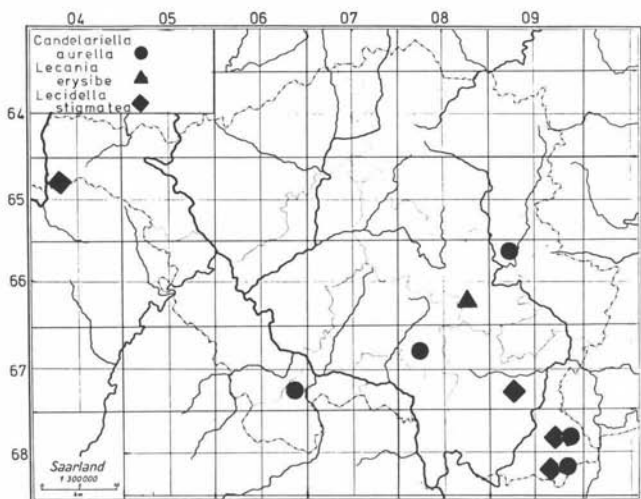 04 05 06 07 08 09
Candelariella
aurella
Lecania
erysibe
Lecidella
stigmatea
64
65
66
67
68
Saarland
1:300000
km